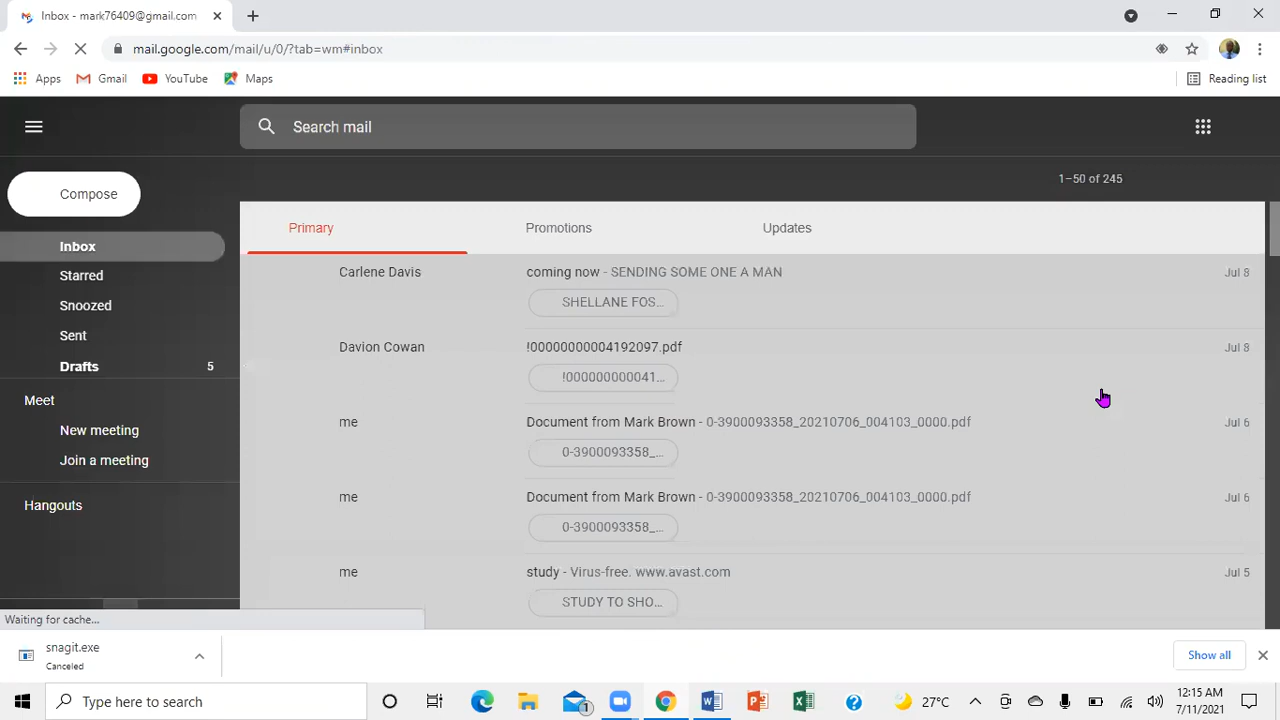 Inbox - mark76409@gmail.com
mail.google.com/mail/u/0/?tab=wm#inbox
Apps Gmail YouTube Maps Reading list
Search mail
Compose
1–50 of 245
Inbox
Starred
Snoozed
Sent
Drafts 5
Meet
New meeting
Join a meeting
Hangouts
Primary Promotions Updates
Carlene Davis coming now - SENDING SOME ONE A MAN Jul 8
SHELLANE FOS...
Davion Cowan !00000000004192097.pdf Jul 8
!000000000041...
me Document from Mark Brown - 0-3900093358_20210706_004103_0000.pdf Jul 6
0-3900093358_...
me Document from Mark Brown - 0-3900093358_20210706_004103_0000.pdf Jul 6
0-3900093358_...
me study - Virus-free. www.avast.com Jul 5
STUDY TO SHO...
Waiting for cache...
snagit.exe
Canceled
Show all
Type here to search
1
27°C
12:15 AM
7/11/2021